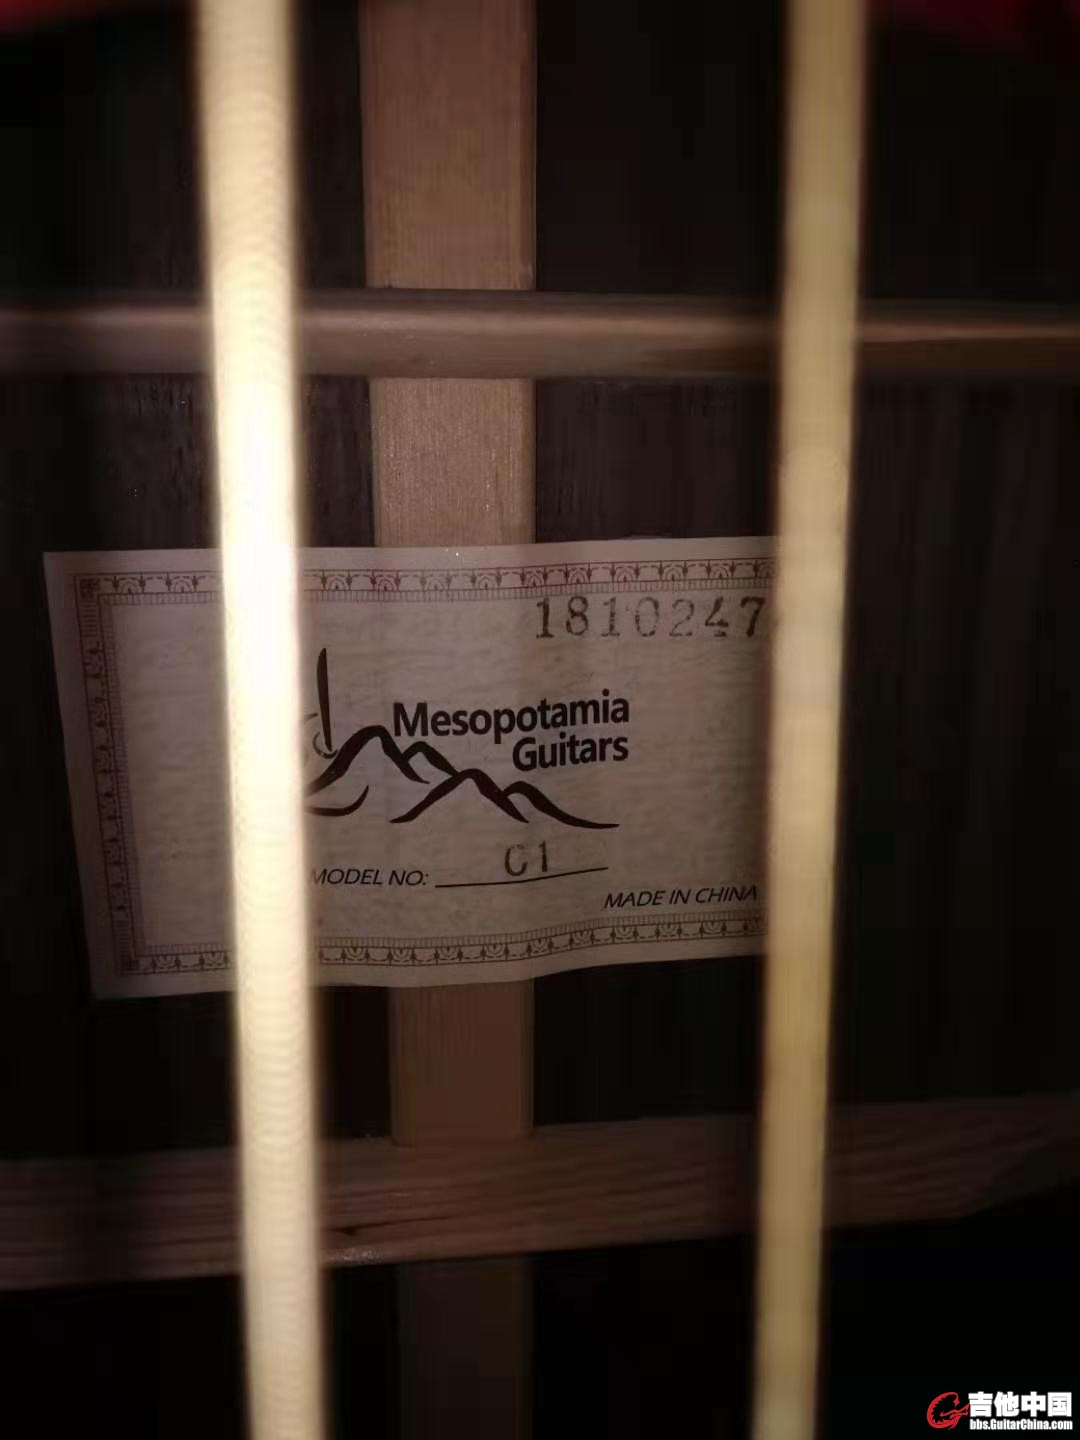 1810247
Mesopotamia
Guitars
MODEL NO: C1
MADE IN CHINA
吉他中国
bbs.GuitarChina.com